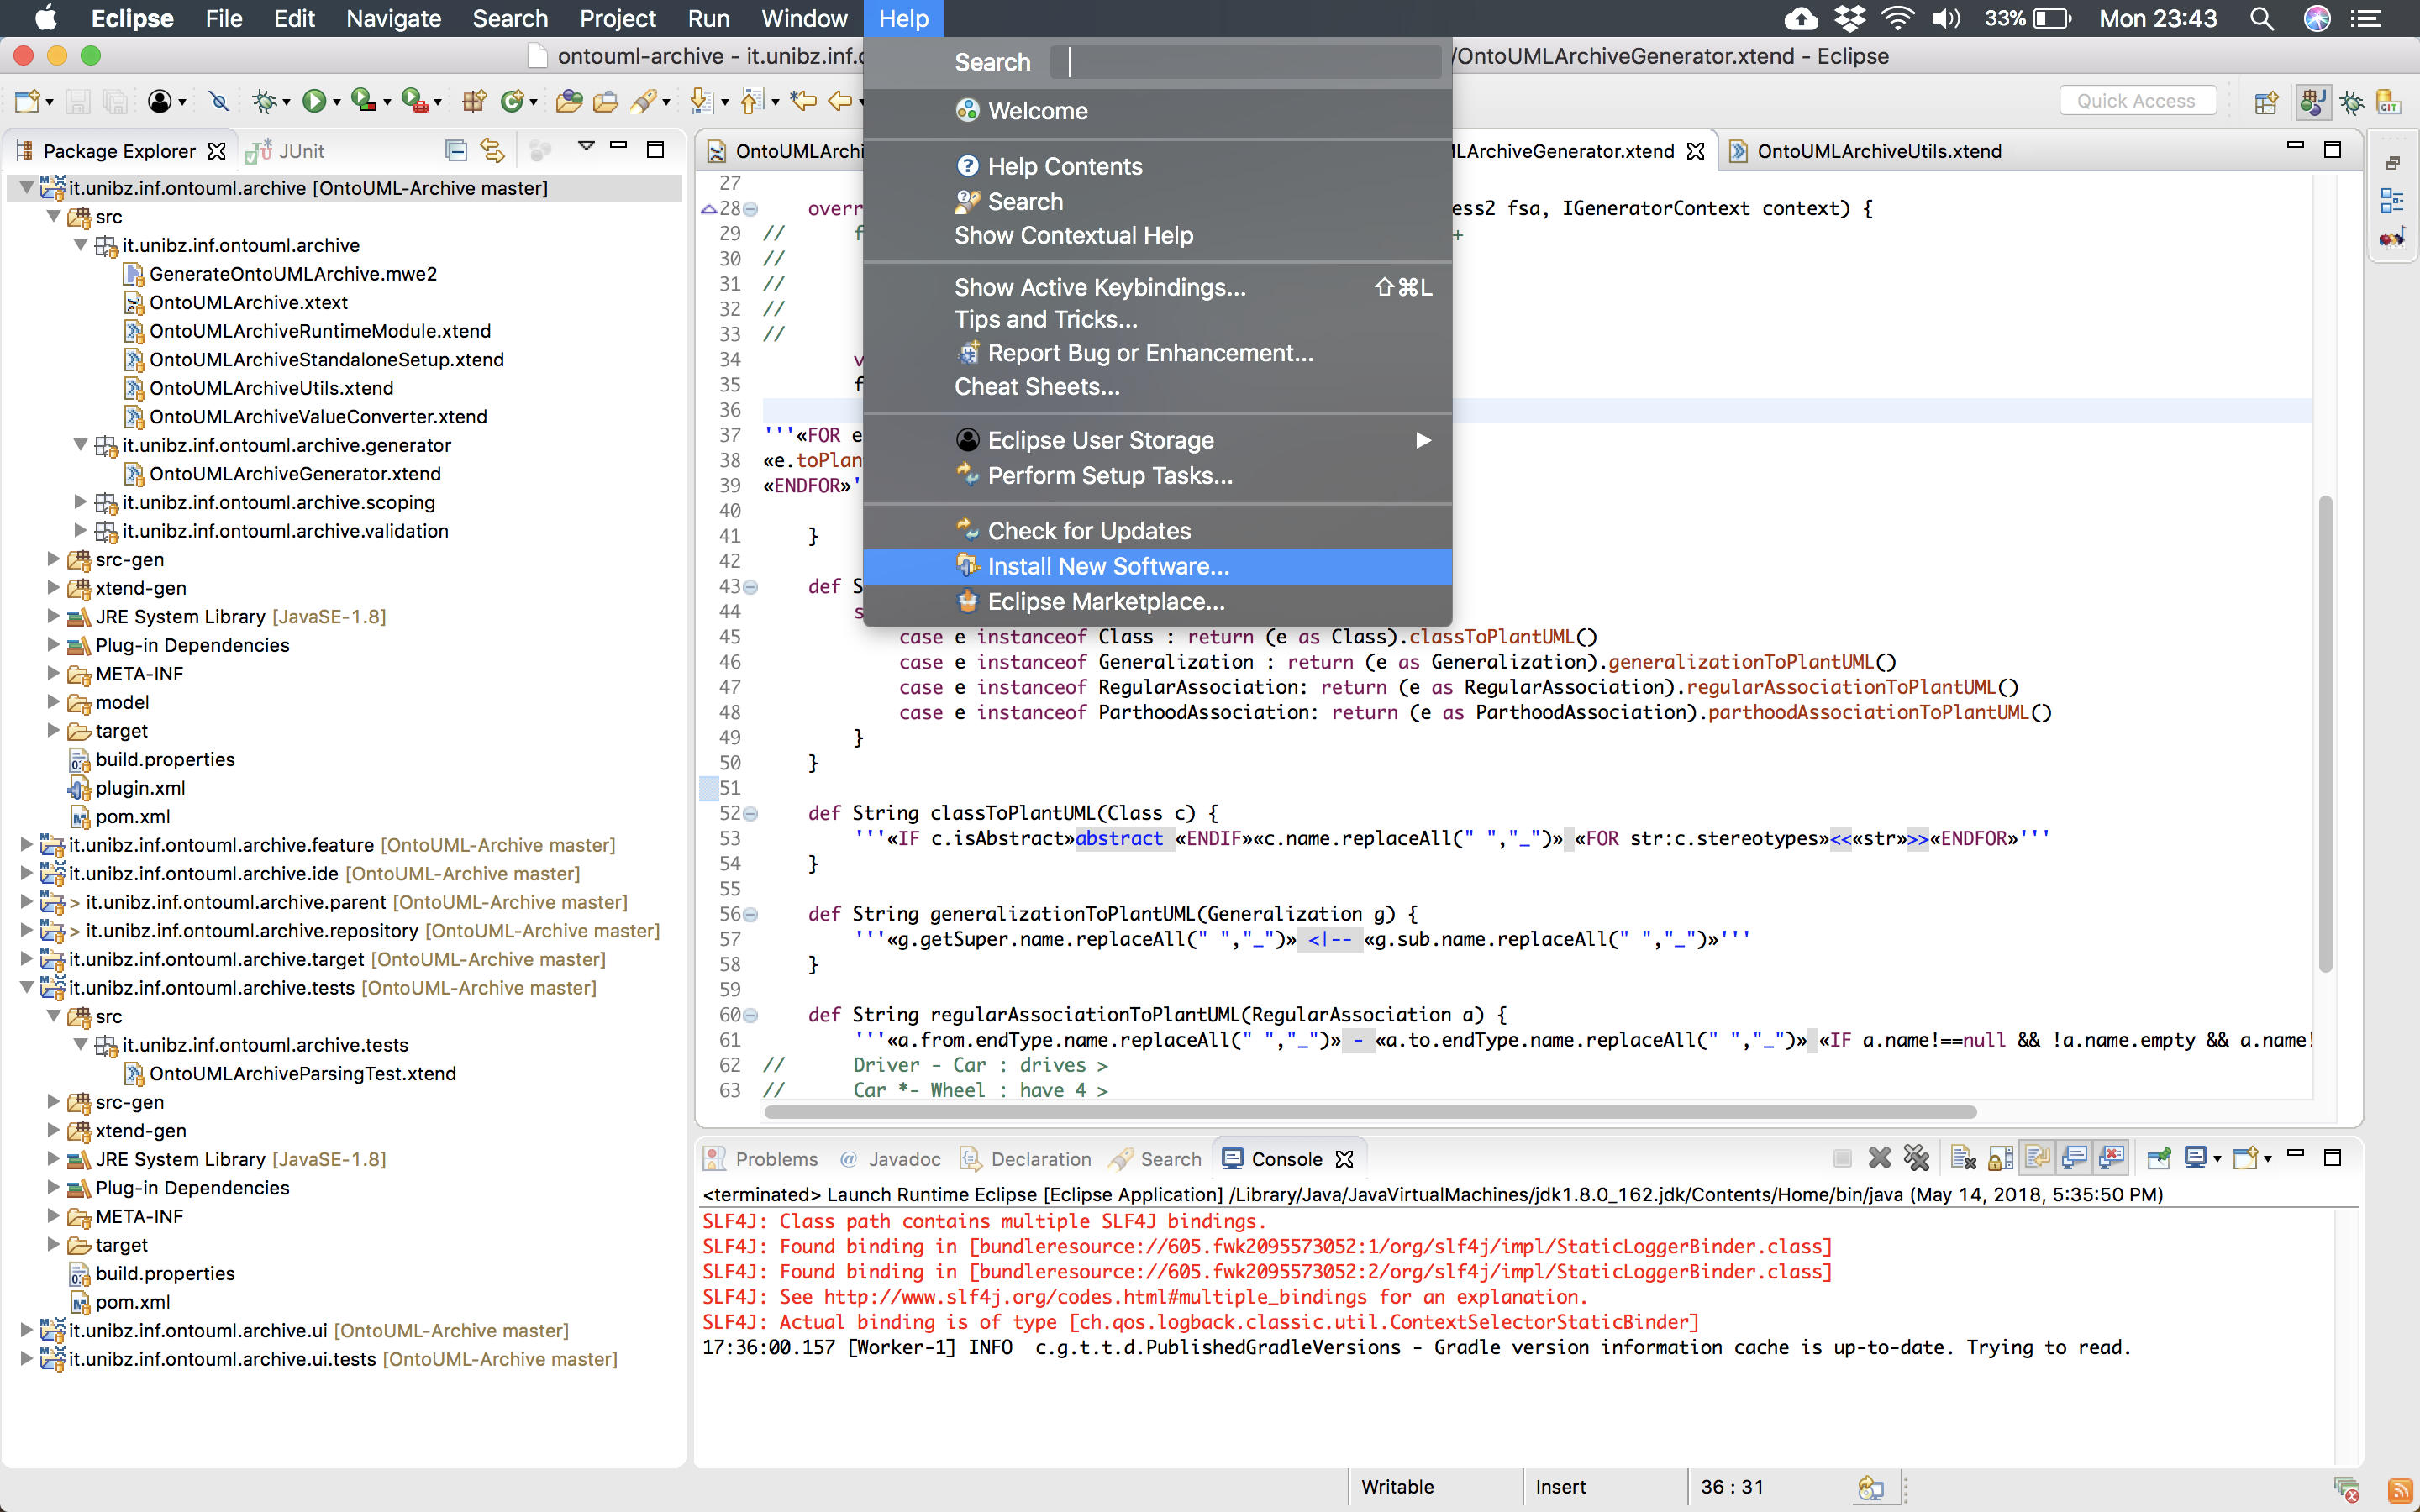 Eclipse File Edit Navigate Search Project Run Window Help 33% Mon 23:43
ontouml-archive - it.unibz.inf.o /OntoUMLArchiveGenerator.xtend - Eclipse
Quick Access
GIT
Search
Welcome
Help Contents
Search
Show Contextual Help
Show Active Keybindings... ⇧⌘L
Tips and Tricks...
Report Bug or Enhancement...
Cheat Sheets...
Eclipse User Storage
Perform Setup Tasks...
Check for Updates
Install New Software...
Eclipse Marketplace...
Package Explorer JUnit
it.unibz.inf.ontouml.archive [OntoUML-Archive master]
src
it.unibz.inf.ontouml.archive
GenerateOntoUMLArchive.mwe2
OntoUMLArchive.xtext
OntoUMLArchiveRuntimeModule.xtend
OntoUMLArchiveStandaloneSetup.xtend
OntoUMLArchiveUtils.xtend
OntoUMLArchiveValueConverter.xtend
it.unibz.inf.ontouml.archive.generator
OntoUMLArchiveGenerator.xtend
it.unibz.inf.ontouml.archive.scoping
it.unibz.inf.ontouml.archive.validation
src-gen
xtend-gen
JRE System Library [JavaSE-1.8]
Plug-in Dependencies
META-INF
model
target
build.properties
plugin.xml
pom.xml
it.unibz.inf.ontouml.archive.feature [OntoUML-Archive master]
it.unibz.inf.ontouml.archive.ide [OntoUML-Archive master]
> it.unibz.inf.ontouml.archive.parent [OntoUML-Archive master]
> it.unibz.inf.ontouml.archive.repository [OntoUML-Archive master]
it.unibz.inf.ontouml.archive.target [OntoUML-Archive master]
it.unibz.inf.ontouml.archive.tests [OntoUML-Archive master]
src
it.unibz.inf.ontouml.archive.tests
OntoUMLArchiveParsingTest.xtend
src-gen
xtend-gen
JRE System Library [JavaSE-1.8]
Plug-in Dependencies
META-INF
target
build.properties
pom.xml
it.unibz.inf.ontouml.archive.ui [OntoUML-Archive master]
it.unibz.inf.ontouml.archive.ui.tests [OntoUML-Archive master]
OntoUMLArchi LArchiveGenerator.xtend OntoUMLArchiveUtils.xtend
27
28 overr ess2 fsa, IGeneratorContext context) {
29 // f +
30 //
31 //
32 //
33 //
34 v
35 f
36
37 '''«FOR e
38 «e.toPlan
39 «ENDFOR»'
40
41 }
42
43 def S
44 s
45 case e instanceof Class : return (e as Class).classToPlantUML()
46 case e instanceof Generalization : return (e as Generalization).generalizationToPlantUML()
47 case e instanceof RegularAssociation: return (e as RegularAssociation).regularAssociationToPlantUML()
48 case e instanceof ParthoodAssociation: return (e as ParthoodAssociation).parthoodAssociationToPlantUML()
49 }
50 }
51
52 def String classToPlantUML(Class c) {
53 '''«IF c.isAbstract»abstract «ENDIF»«c.name.replaceAll(" ","_")» «FOR str:c.stereotypes»<<«str»>>«ENDFOR»'''
54 }
55
56 def String generalizationToPlantUML(Generalization g) {
57 '''«g.getSuper.name.replaceAll(" ","_")» <|-- «g.sub.name.replaceAll(" ","_")»'''
58 }
59
60 def String regularAssociationToPlantUML(RegularAssociation a) {
61 '''«a.from.endType.name.replaceAll(" ","_")» - «a.to.endType.name.replaceAll(" ","_")» «IF a.name!==null && !a.name.empty && a.name!
62 // Driver - Car : drives >
63 // Car *- Wheel : have 4 >
Problems @ Javadoc Declaration Search Console
<terminated> Launch Runtime Eclipse [Eclipse Application] /Library/Java/JavaVirtualMachines/jdk1.8.0_162.jdk/Contents/Home/bin/java (May 14, 2018, 5:35:50 PM)
SLF4J: Class path contains multiple SLF4J bindings.
SLF4J: Found binding in [bundleresource://605.fwk2095573052:1/org/slf4j/impl/StaticLoggerBinder.class]
SLF4J: Found binding in [bundleresource://605.fwk2095573052:2/org/slf4j/impl/StaticLoggerBinder.class]
SLF4J: See http://www.slf4j.org/codes.html#multiple_bindings for an explanation.
SLF4J: Actual binding is of type [ch.qos.logback.classic.util.ContextSelectorStaticBinder]
17:36:00.157 [Worker-1] INFO c.g.t.t.d.PublishedGradleVersions - Gradle version information cache is up-to-date. Trying to read.
Writable Insert 36 : 31